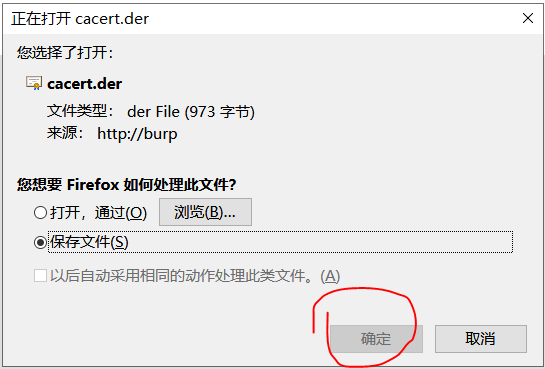 正在打开 cacert.der
您选择了打开：
cacert.der
文件类型： der File (973 字节)
来源： http://burp
您想要 Firefox 如何处理此文件？
打开，通过(O) 浏览(B)...
保存文件(S)
以后自动采用相同的动作处理此类文件。(A)
确定 取消